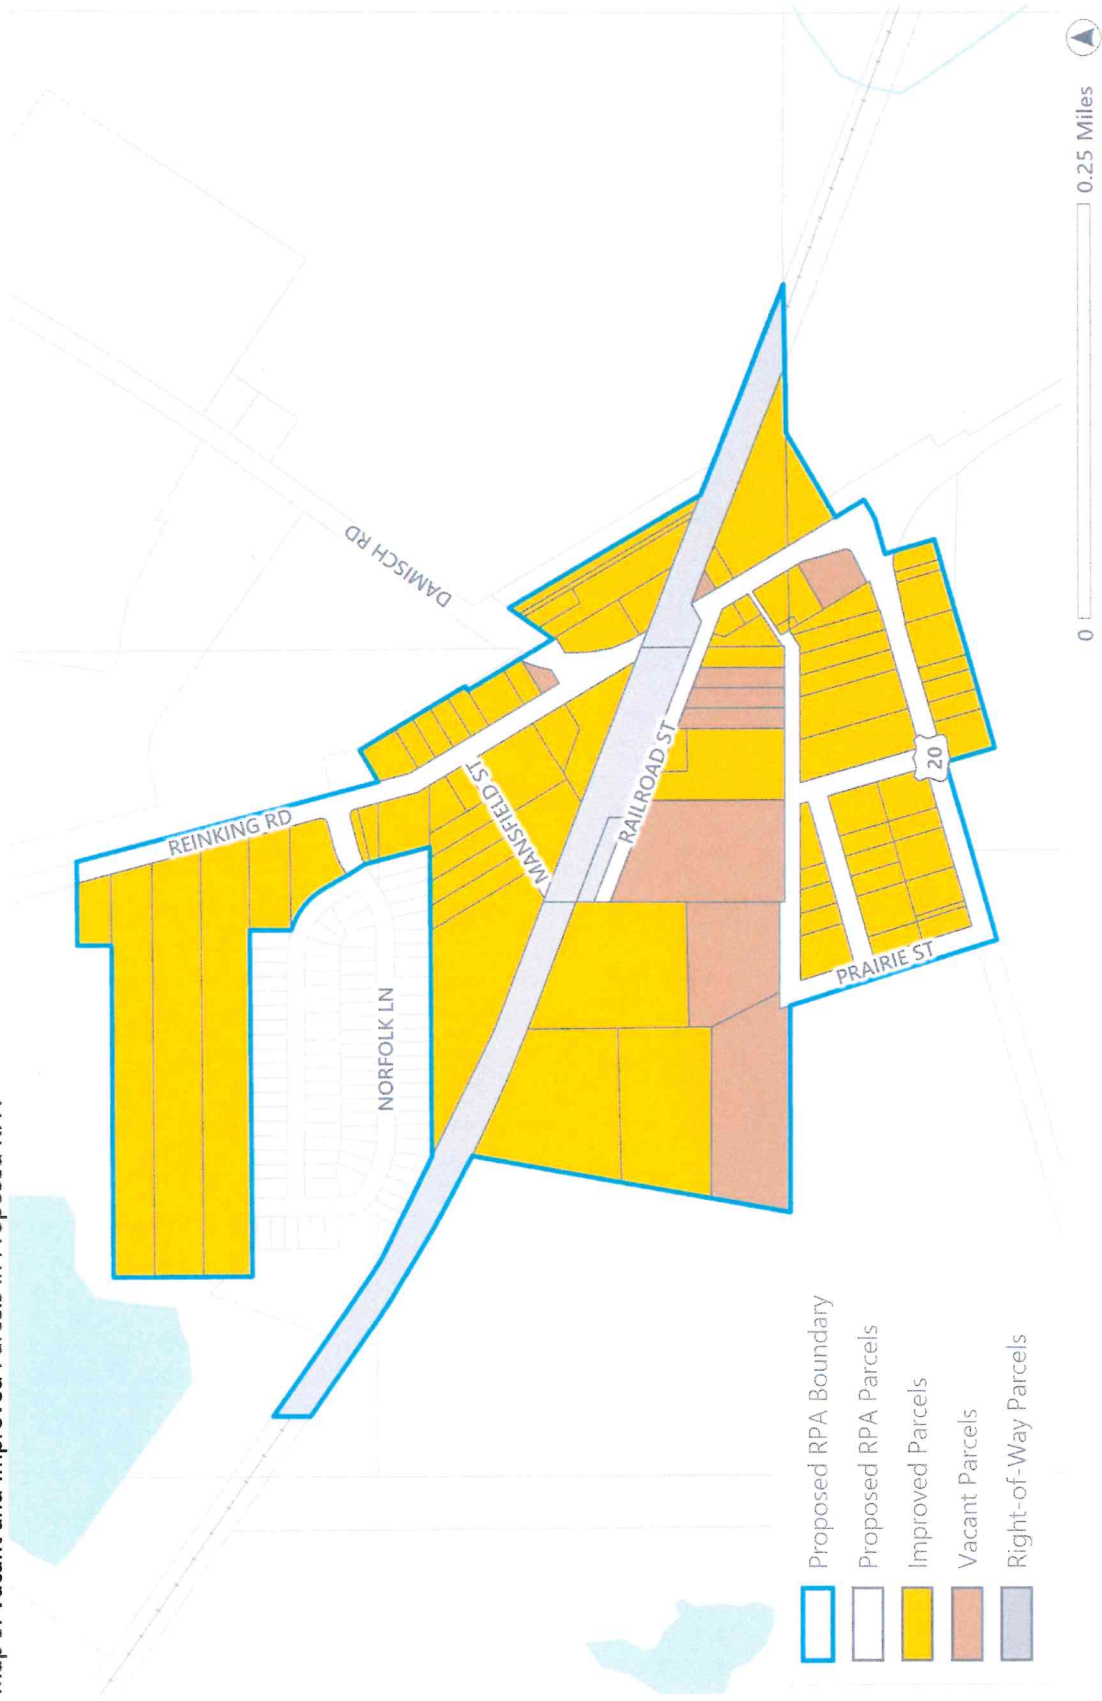 DAMISCH RD
REINKING RD
MANSFIELD ST
RAILROAD ST
NORFOLK LN
PRAIRIE ST
20
Proposed RPA Boundary
Proposed RPA Parcels
Improved Parcels
Vacant Parcels
Right-of-Way Parcels
0 0.25 Miles